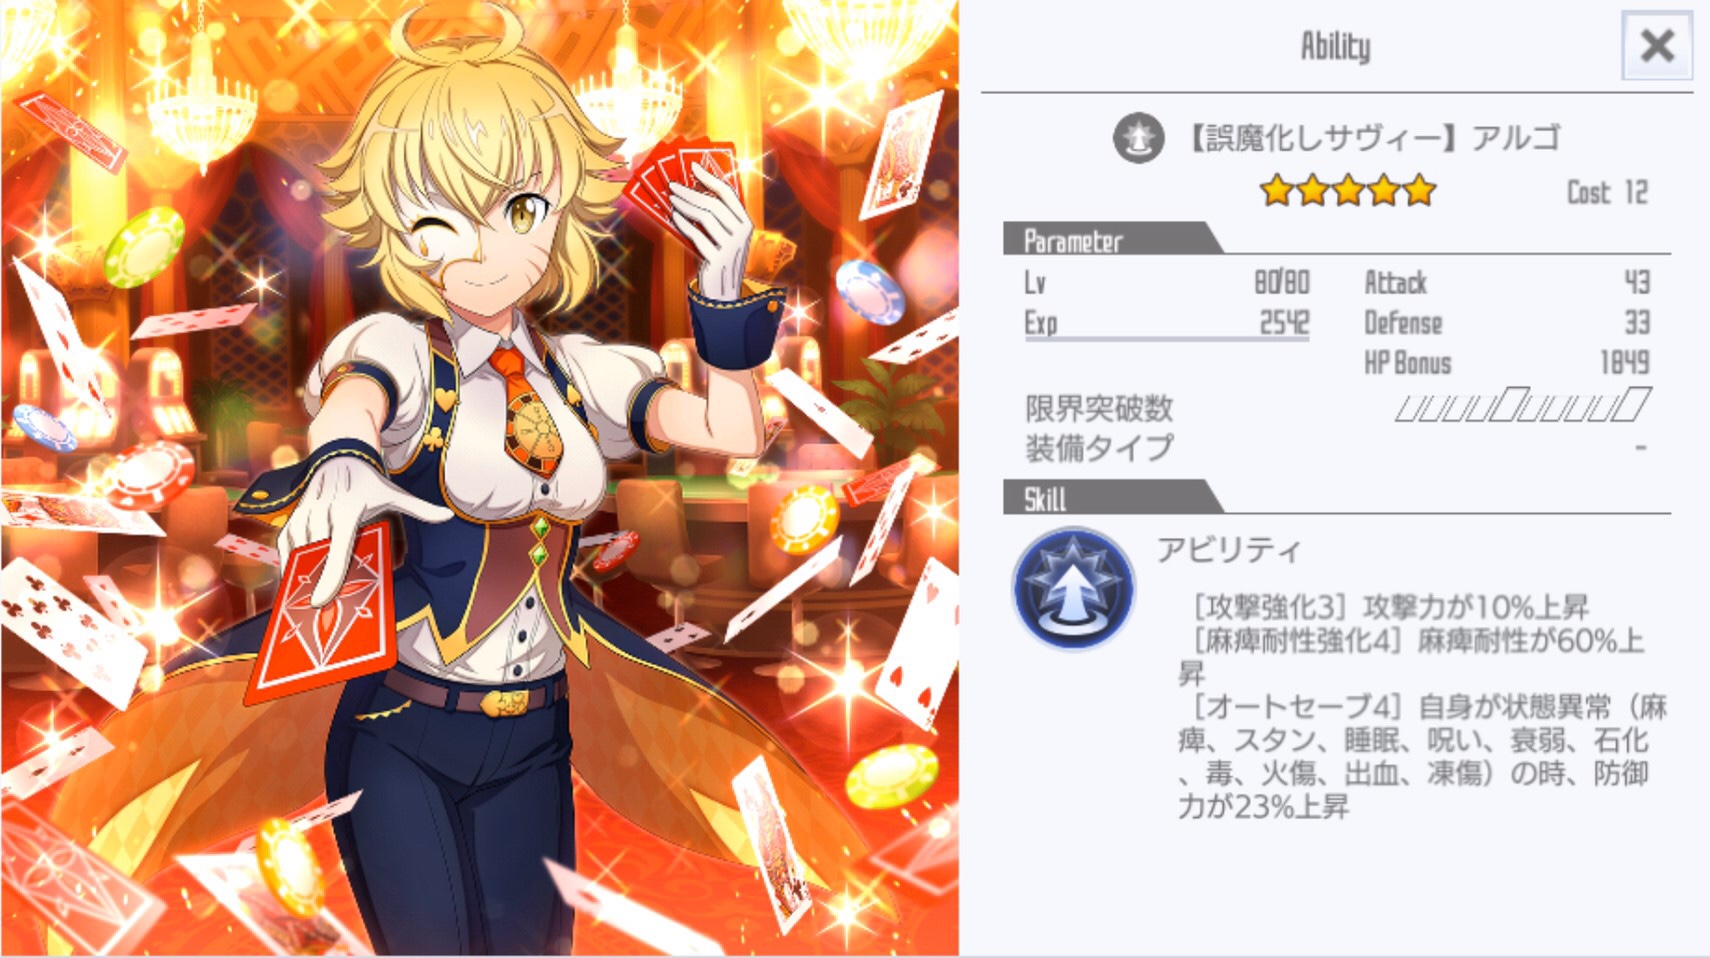 Ability
【誤魔化しサヴィー】アルゴ
Cost 12
Parameter
Lv 80/80 Attack 43
Exp 2542 Defense 33
HP Bonus 1849
限界突破数
装備タイプ -
Skill
アビリティ
［攻撃強化3］攻撃力が10%上昇
［麻痺耐性強化4］麻痺耐性が60%上
昇
［オートセーブ4］自身が状態異常（麻
痺、スタン、睡眠、呪い、衰弱、石化
、毒、火傷、出血、凍傷）の時、防御
力が23%上昇